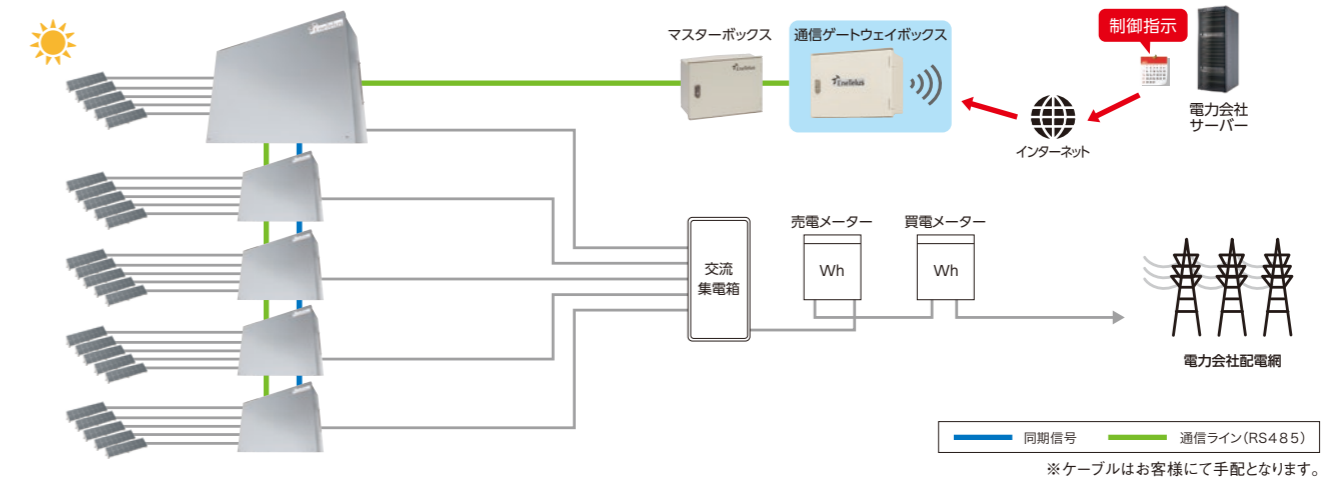 マスターボックス
通信ゲートウェイボックス
制御指示
EneTelus
EneTelus
電力会社
サーバー
インターネット
売電メーター
買電メーター
交流
集電箱
Wh
Wh
電力会社配電網
同期信号
通信ライン(RS485)
※ケーブルはお客様にて手配となります。